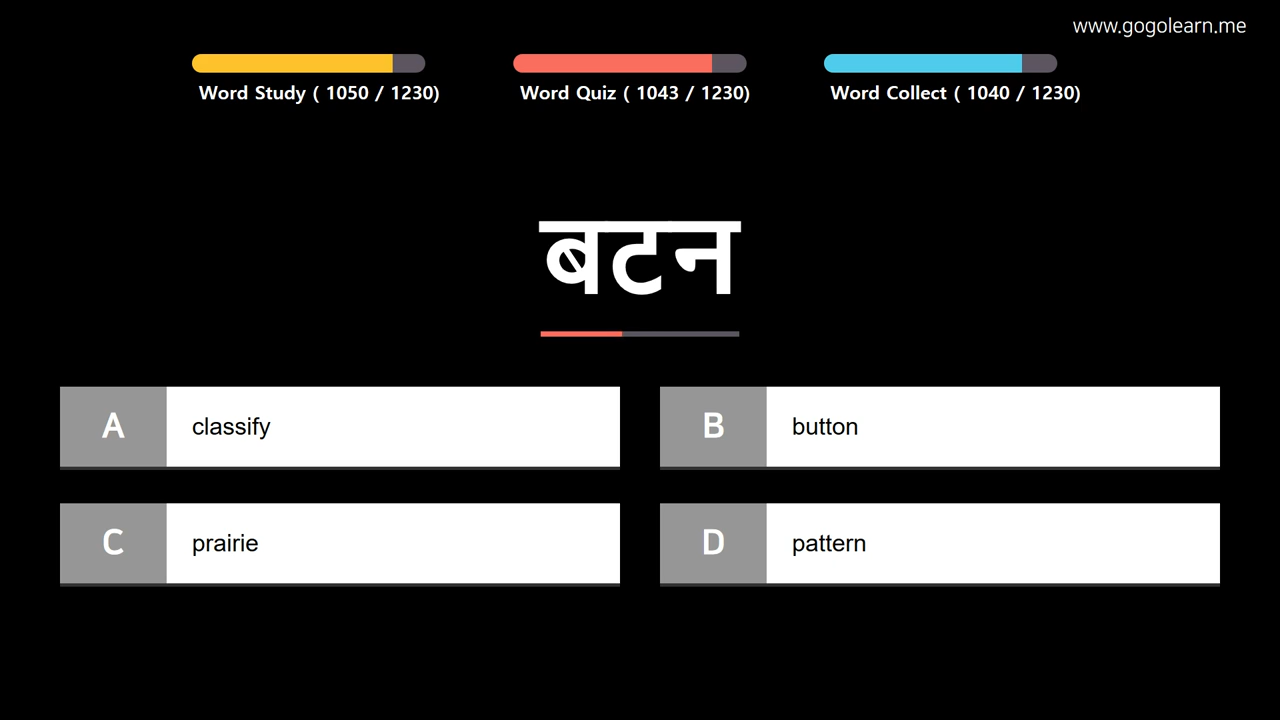 www.gogolearn.me
Word Study ( 1050 / 1230)
Word Quiz ( 1043 / 1230)
Word Collect ( 1040 / 1230)
बटन
A classify
B button
C prairie
D pattern